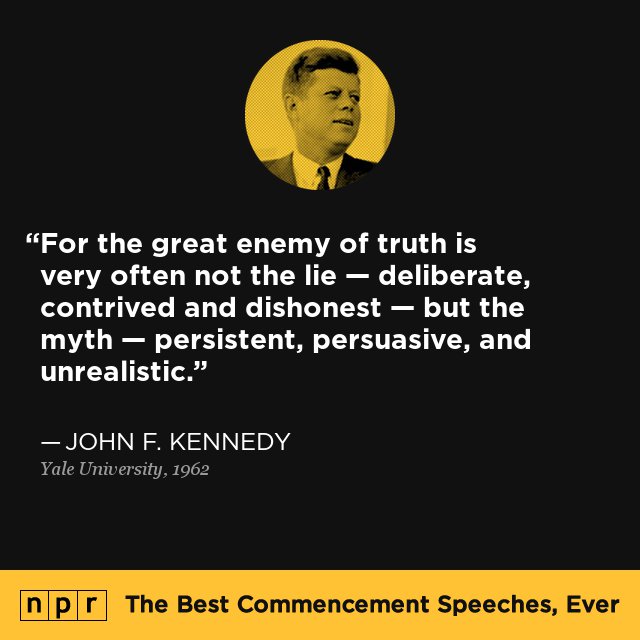 “For the great enemy of truth is
very often not the lie — deliberate,
contrived and dishonest — but the
myth — persistent, persuasive, and
unrealistic.”
— JOHN F. KENNEDY
Yale University, 1962
npr The Best Commencement Speeches, Ever